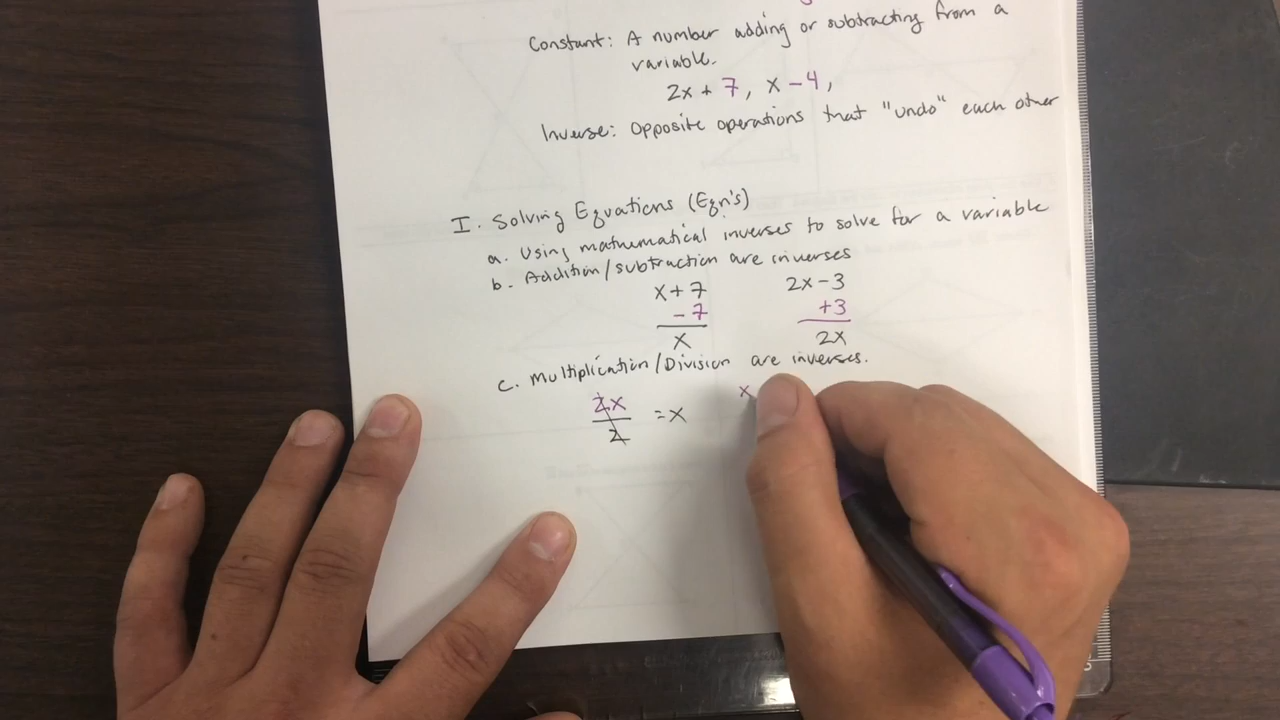 Constant: A number adding or subtracting from a
variable.
2x + 7, x - 4,
Inverse: Opposite operations that "undo" each other
I. Solving Equations (Eqn's)
a. Using mathematical inverses to solve for a variable
b. Addition/subtraction are inverses
x + 7 2x - 3
- 7 +3
x 2x
c. Multiplication/Division are inverses.
2x = x x
2